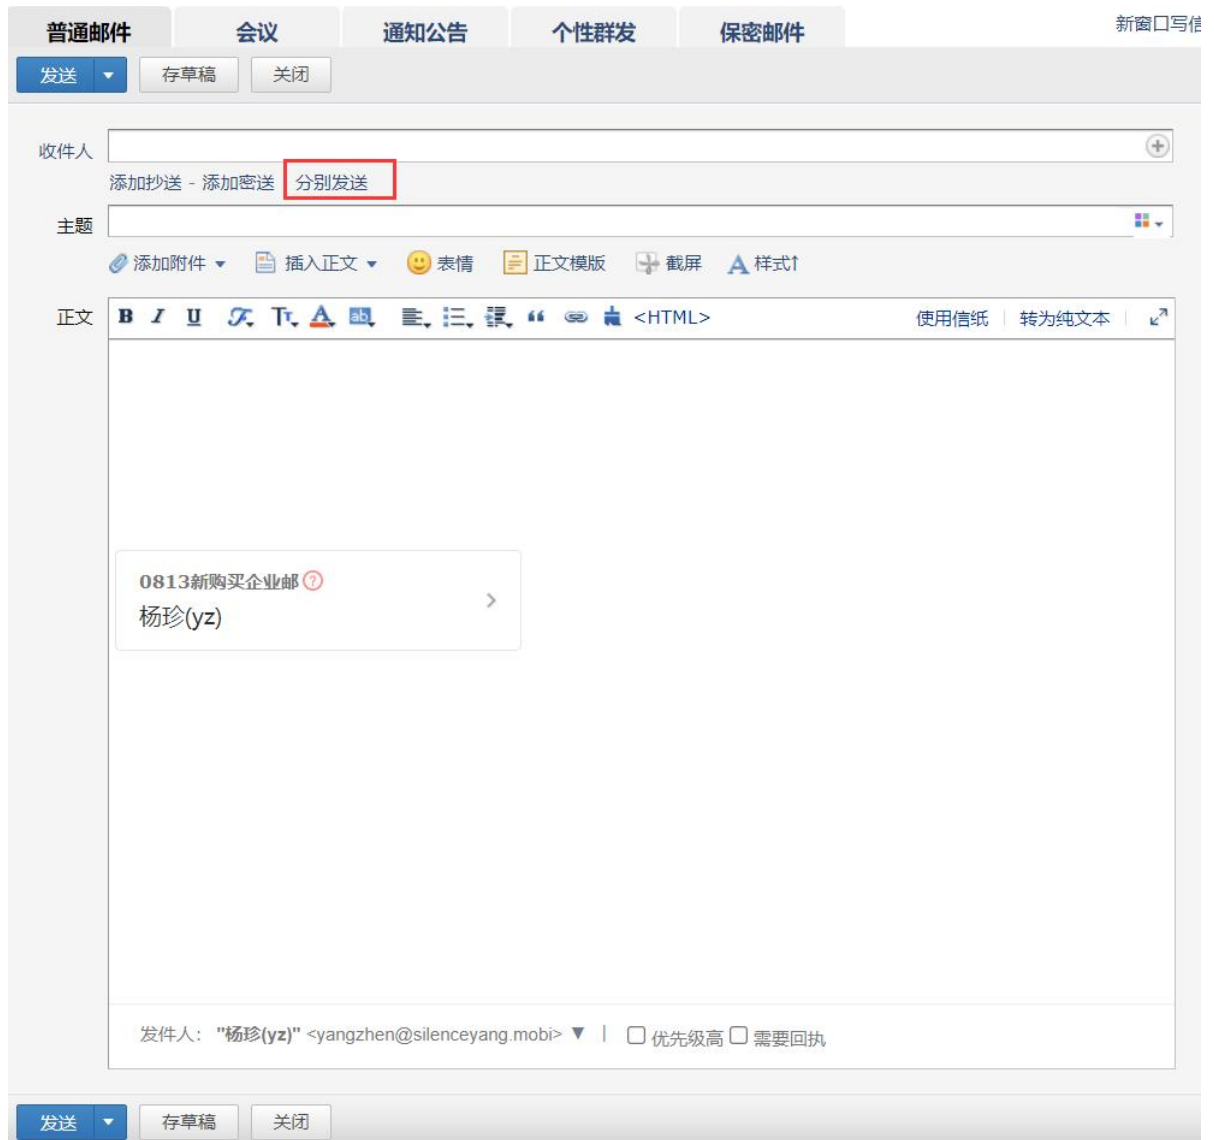 普通邮件 会议 通知公告 个性群发 保密邮件 新窗口写信
发送 存草稿 关闭
收件人
添加抄送 - 添加密送 分别发送
主题
添加附件 插入正文 表情 正文模版 截屏 A 样式↑
正文 B I U F Tт A ab “ <HTML> 使用信纸 | 转为纯文本
0813新购买企业邮 ?
杨珍(yz)
发件人: "杨珍(yz)" <yangzhen@silenceyang.mobi> ▼ | 优先级高 需要回执
发送 存草稿 关闭